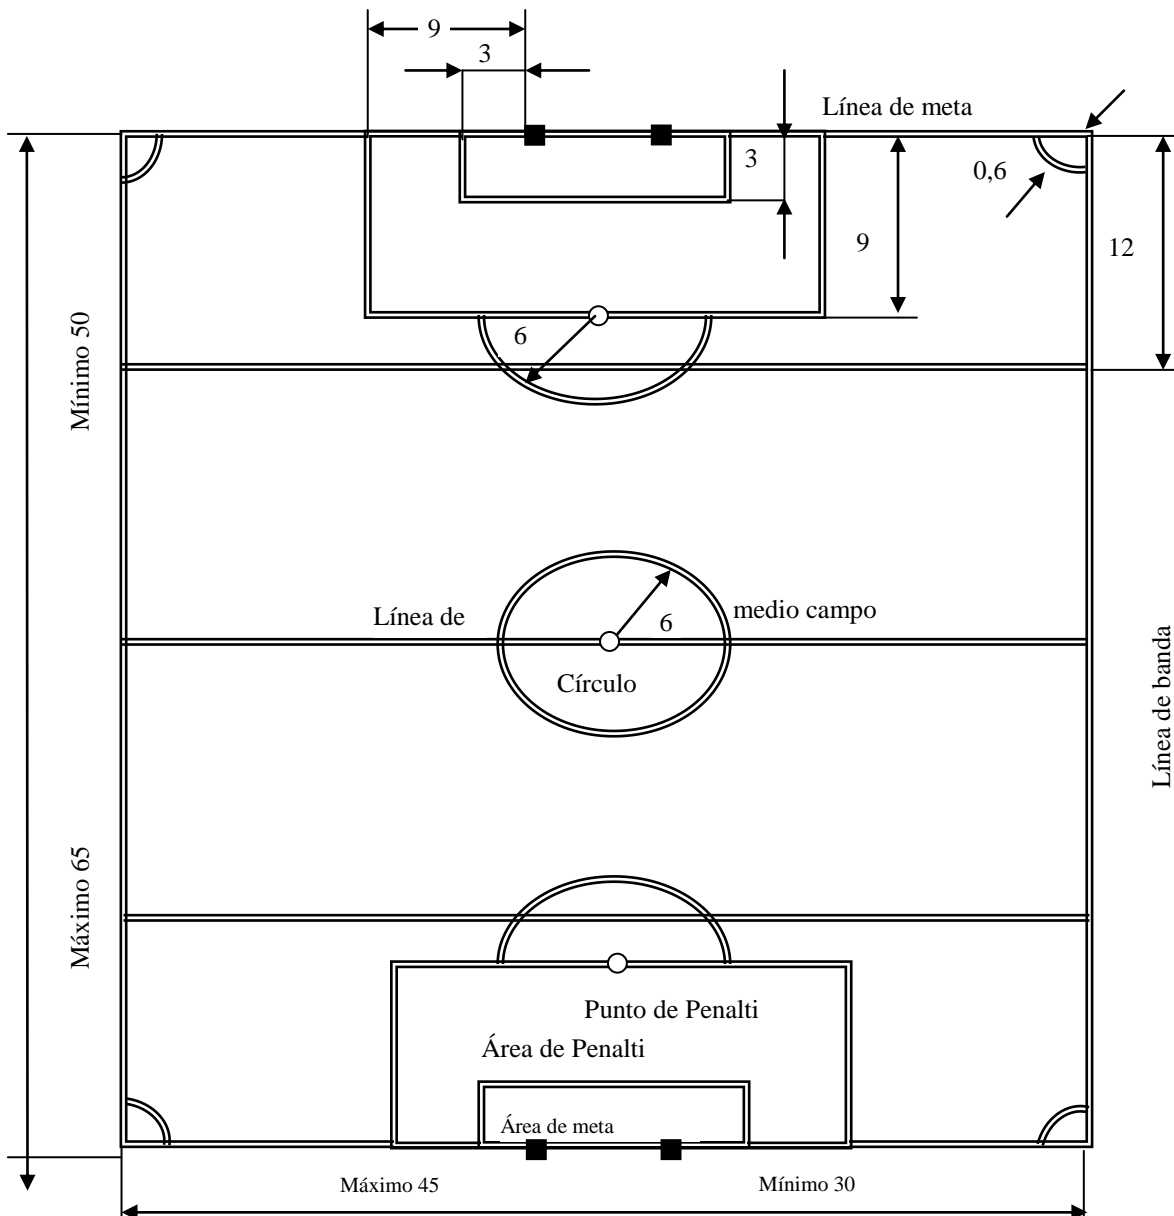 9
3
Línea de meta
3
0,6
9
12
6
Mínimo 50
Línea de
6
medio campo
Círculo
Línea de banda
Máximo 65
Punto de Penalti
Área de Penalti
Área de meta
Máximo 45
Mínimo 30